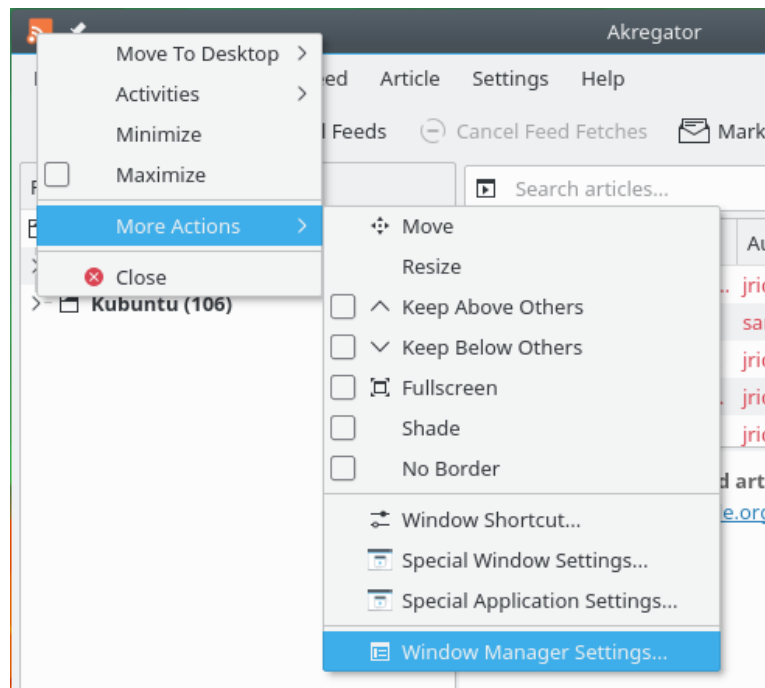 Akregator
Move To Desktop
Activities
Minimize
Maximize
More Actions
Close
Article Settings Help
Feeds Cancel Feed Fetches Mark
Search articles...
Kubuntu (106)
Move
Resize
Keep Above Others
Keep Below Others
Fullscreen
Shade
No Border
Window Shortcut...
Special Window Settings...
Special Application Settings...
Window Manager Settings...